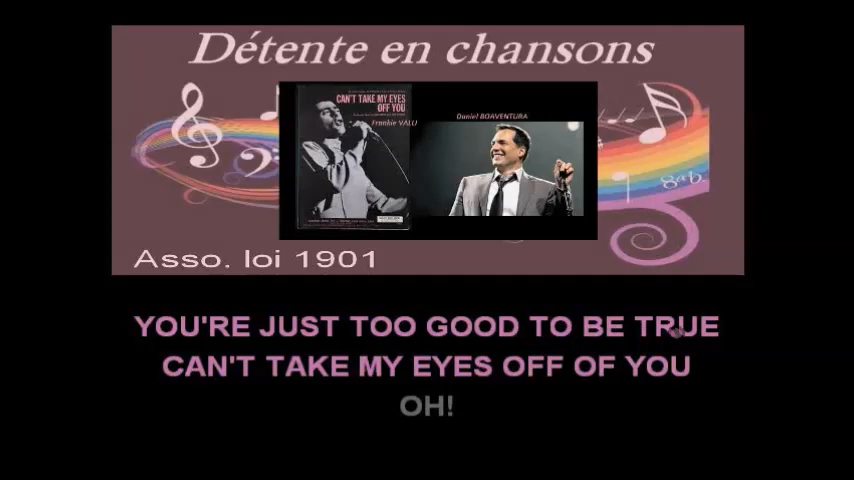 Détente en chansons
CAN'T TAKE MY EYES
OFF YOU
Frankie VALLI
Daniel BOAVENTURA
gab
Asso. loi 1901
YOU'RE JUST TOO GOOD TO BE TRUE
CAN'T TAKE MY EYES OFF OF YOU
OH!